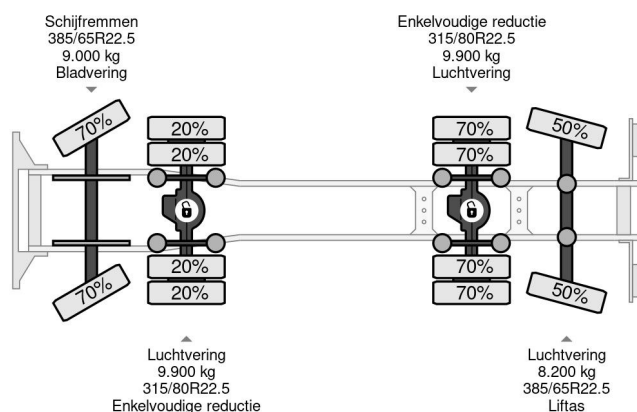 Schijfremmen
385/65R22.5
9.000 kg
Bladvering
Enkelvoudige reductie
315/80R22.5
9.900 kg
Luchtvering
70%
20%
20%
70%
70%
50%
70%
20%
20%
70%
70%
50%
Luchtvering
9.900 kg
315/80R22.5
Enkelvoudige reductie
Luchtvering
8.200 kg
385/65R22.5
Liftas